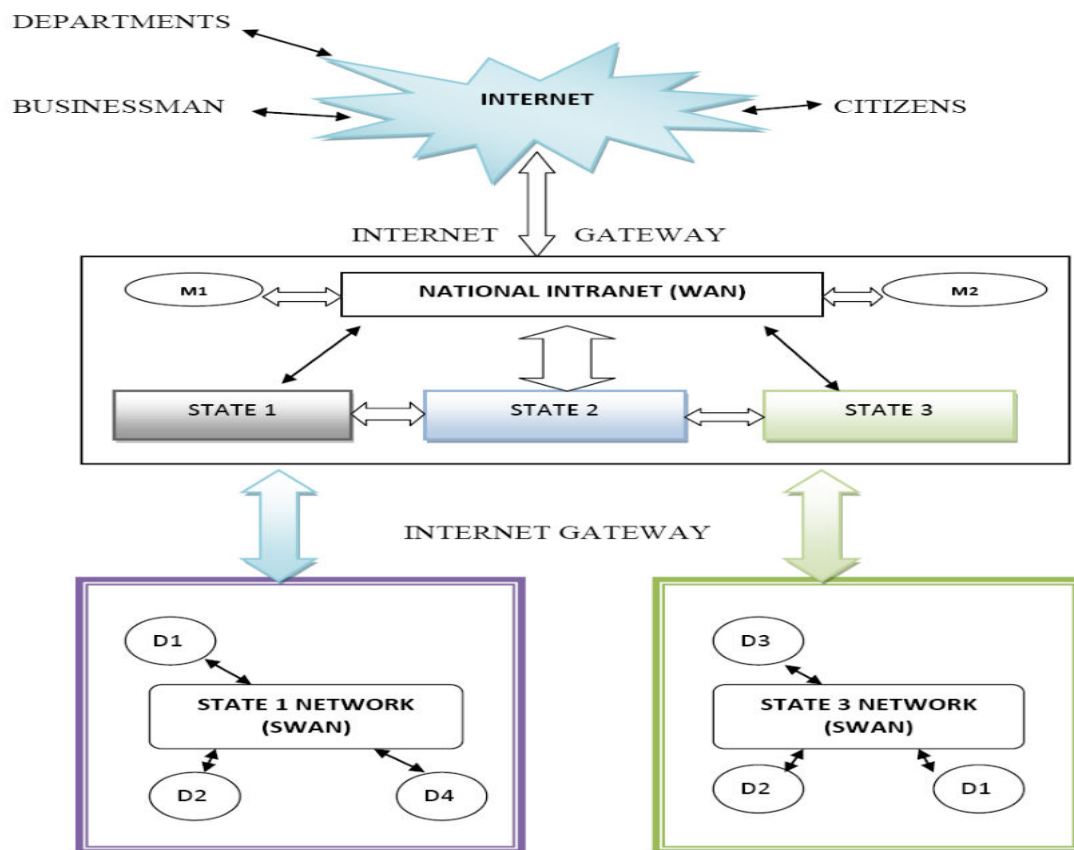 DEPARTMENTS
BUSINESSMAN
INTERNET
CITIZENS
INTERNET GATEWAY
M1
NATIONAL INTRANET (WAN)
M2
STATE 1
STATE 2
STATE 3
INTERNET GATEWAY
D1
STATE 1 NETWORK
(SWAN)
D2
D4
D3
STATE 3 NETWORK
(SWAN)
D2
D1